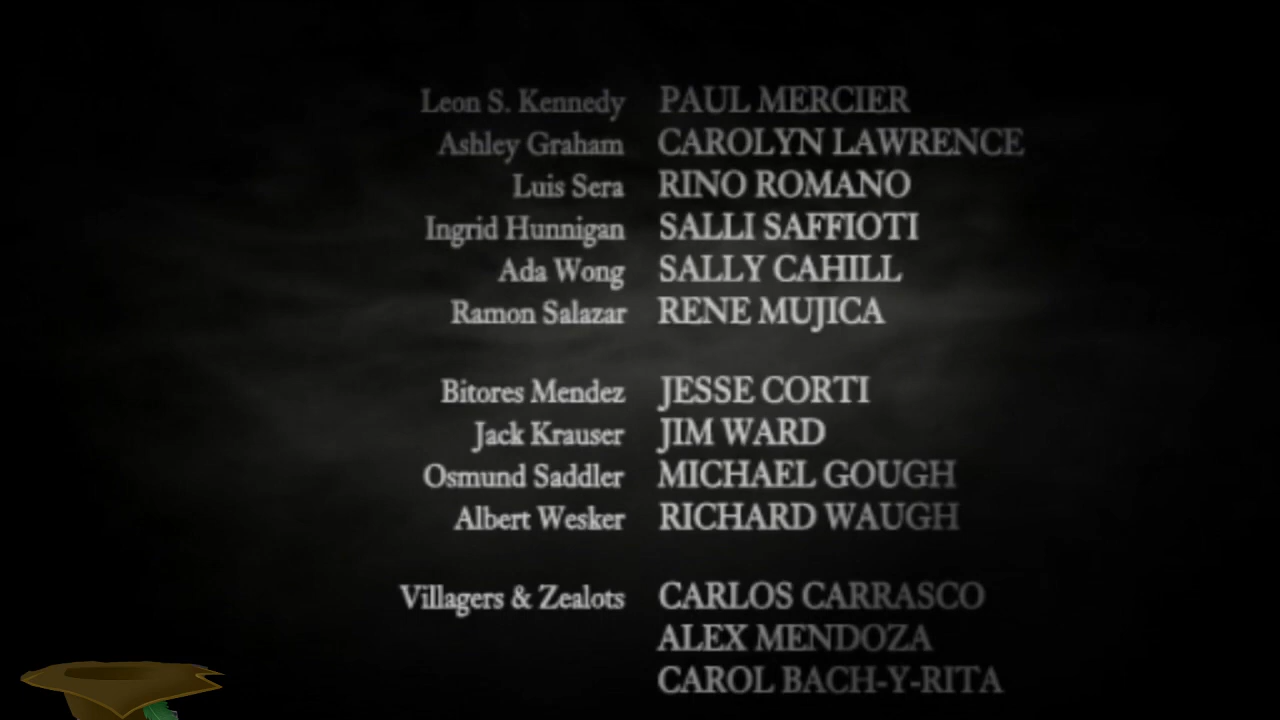 Leon S. Kennedy PAUL MERCIER
Ashley Graham CAROLYN LAWRENCE
Luis Sera RINO ROMANO
Ingrid Hunnigan SALLI SAFFIOTI
Ada Wong SALLY CAHILL
Ramon Salazar RENE MUJICA
Bitores Mendez JESSE CORTI
Jack Krauser JIM WARD
Osmund Saddler MICHAEL GOUGH
Albert Wesker RICHARD WAUGH
Villagers & Zealots CARLOS CARRASCO
ALEX MENDOZA
CAROL BACH-Y-RITA